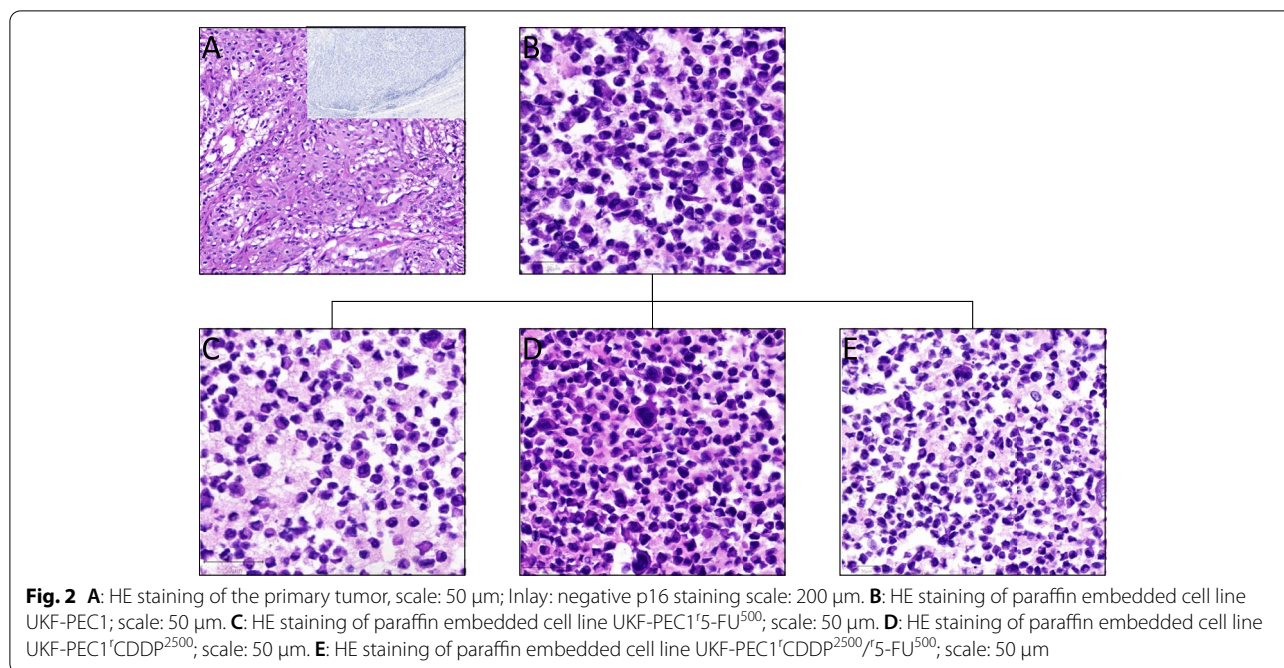 A
B
C
D
E
Fig. 2 A: HE staining of the primary tumor, scale: 50 µm; Inlay: negative p16 staining scale: 200 µm. B: HE staining of paraffin embedded cell line
UKF-PEC1; scale: 50 µm. C: HE staining of paraffin embedded cell line UKF-PEC1ʳ5-FU⁵⁰⁰; scale: 50 µm. D: HE staining of paraffin embedded cell line
UKF-PEC1ʳCDDP²⁵⁰⁰; scale: 50 µm. E: HE staining of paraffin embedded cell line UKF-PEC1ʳCDDP²⁵⁰⁰/ʳ5-FU⁵⁰⁰; scale: 50 µm